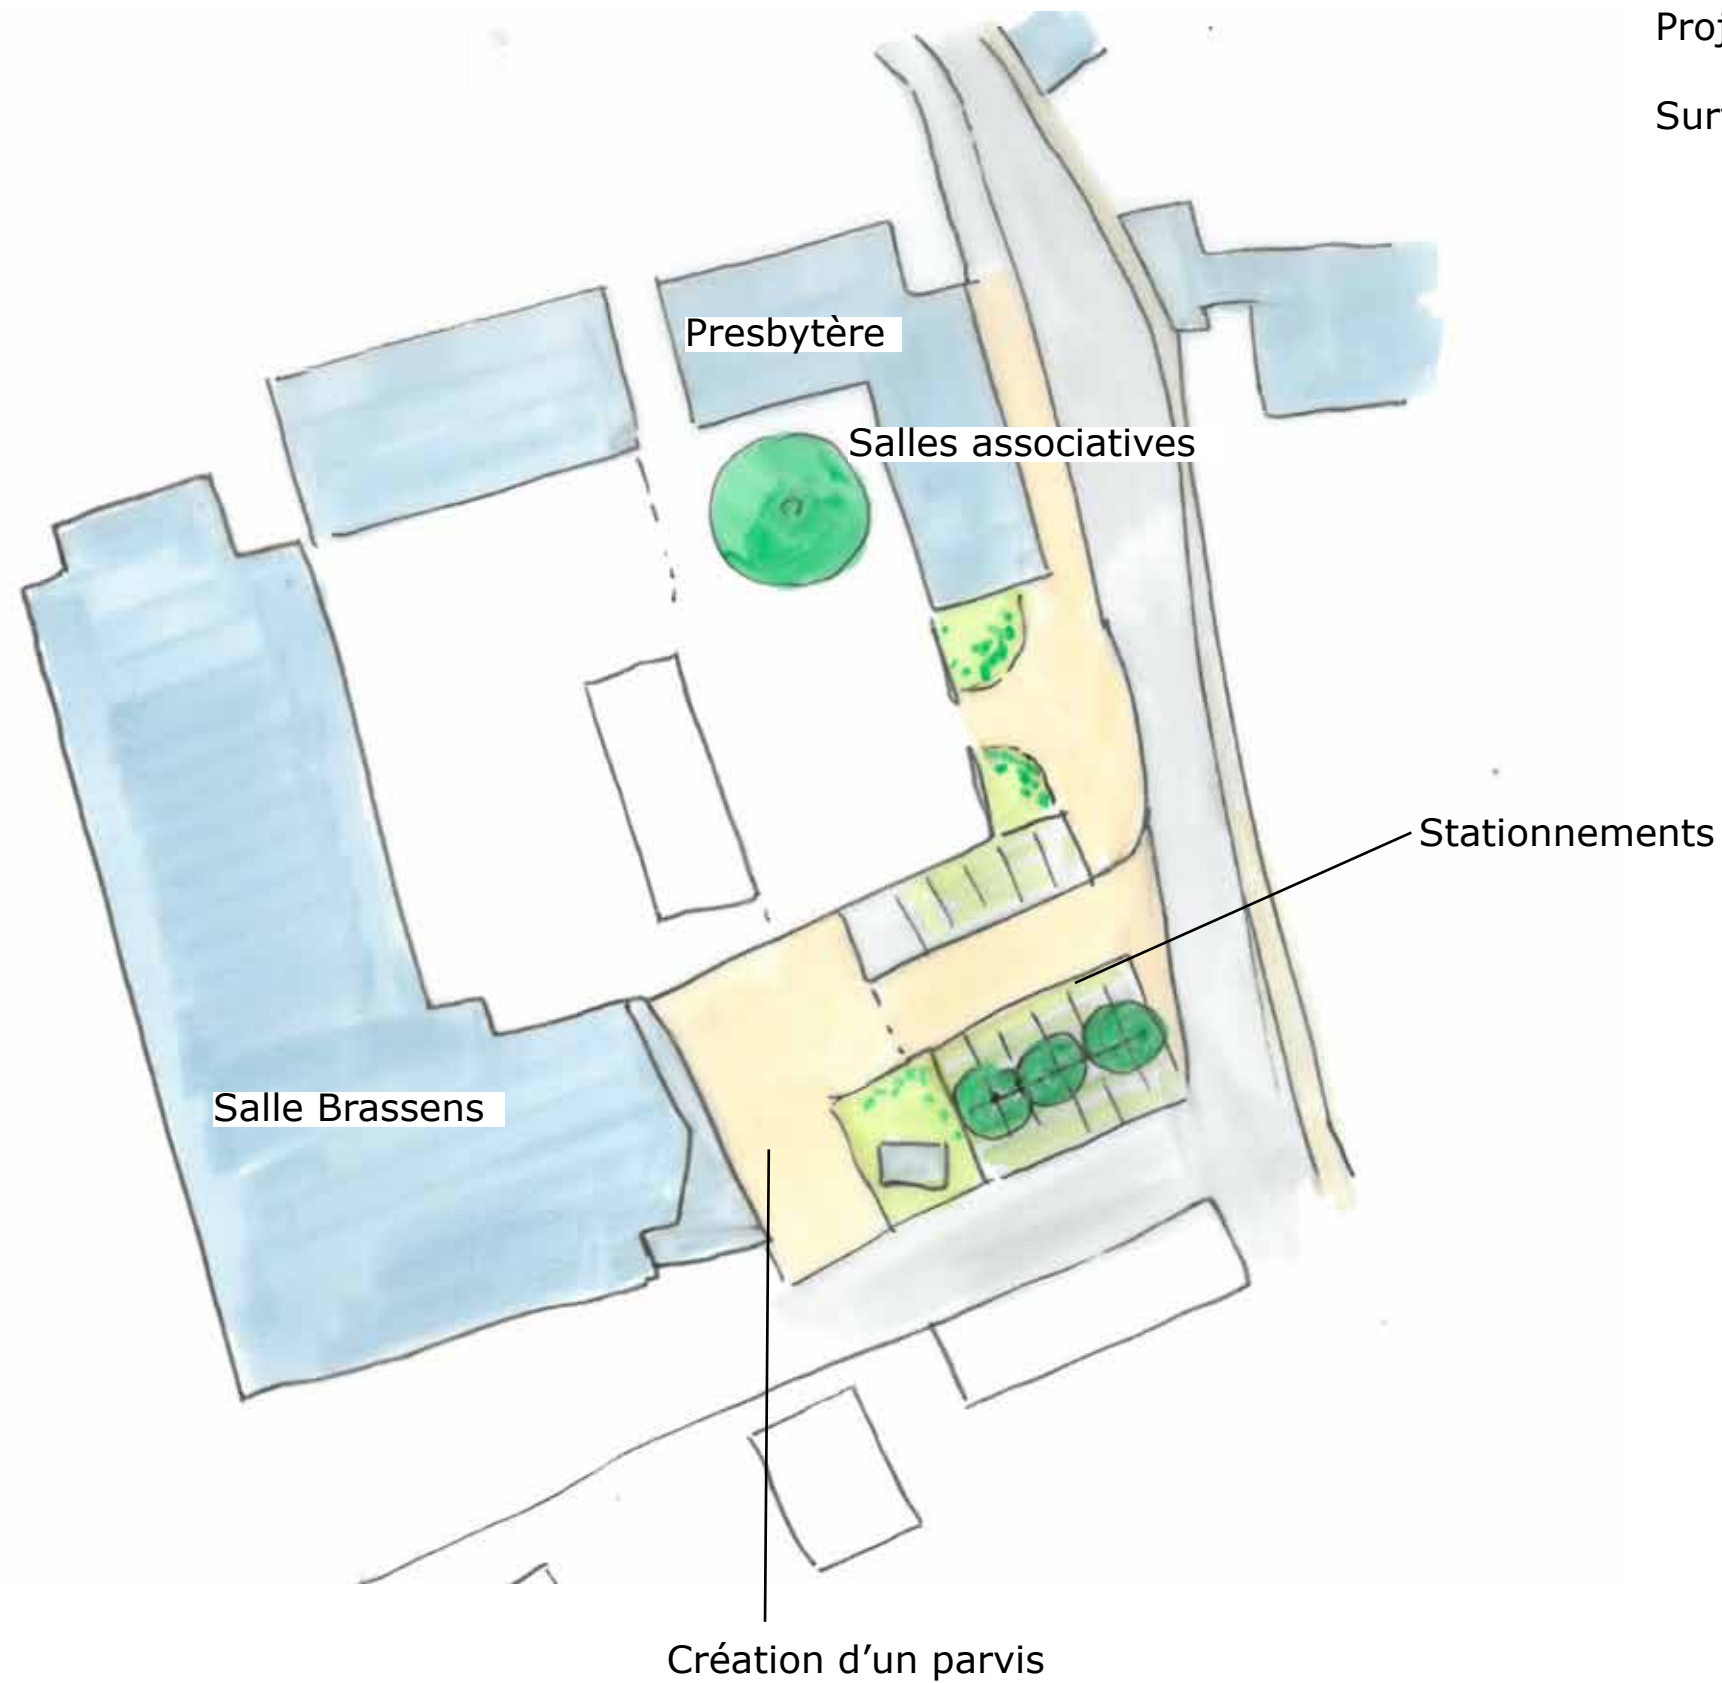 Presbytère
Salles associatives
Stationnements
Salle Brassens
Création d'un parvis